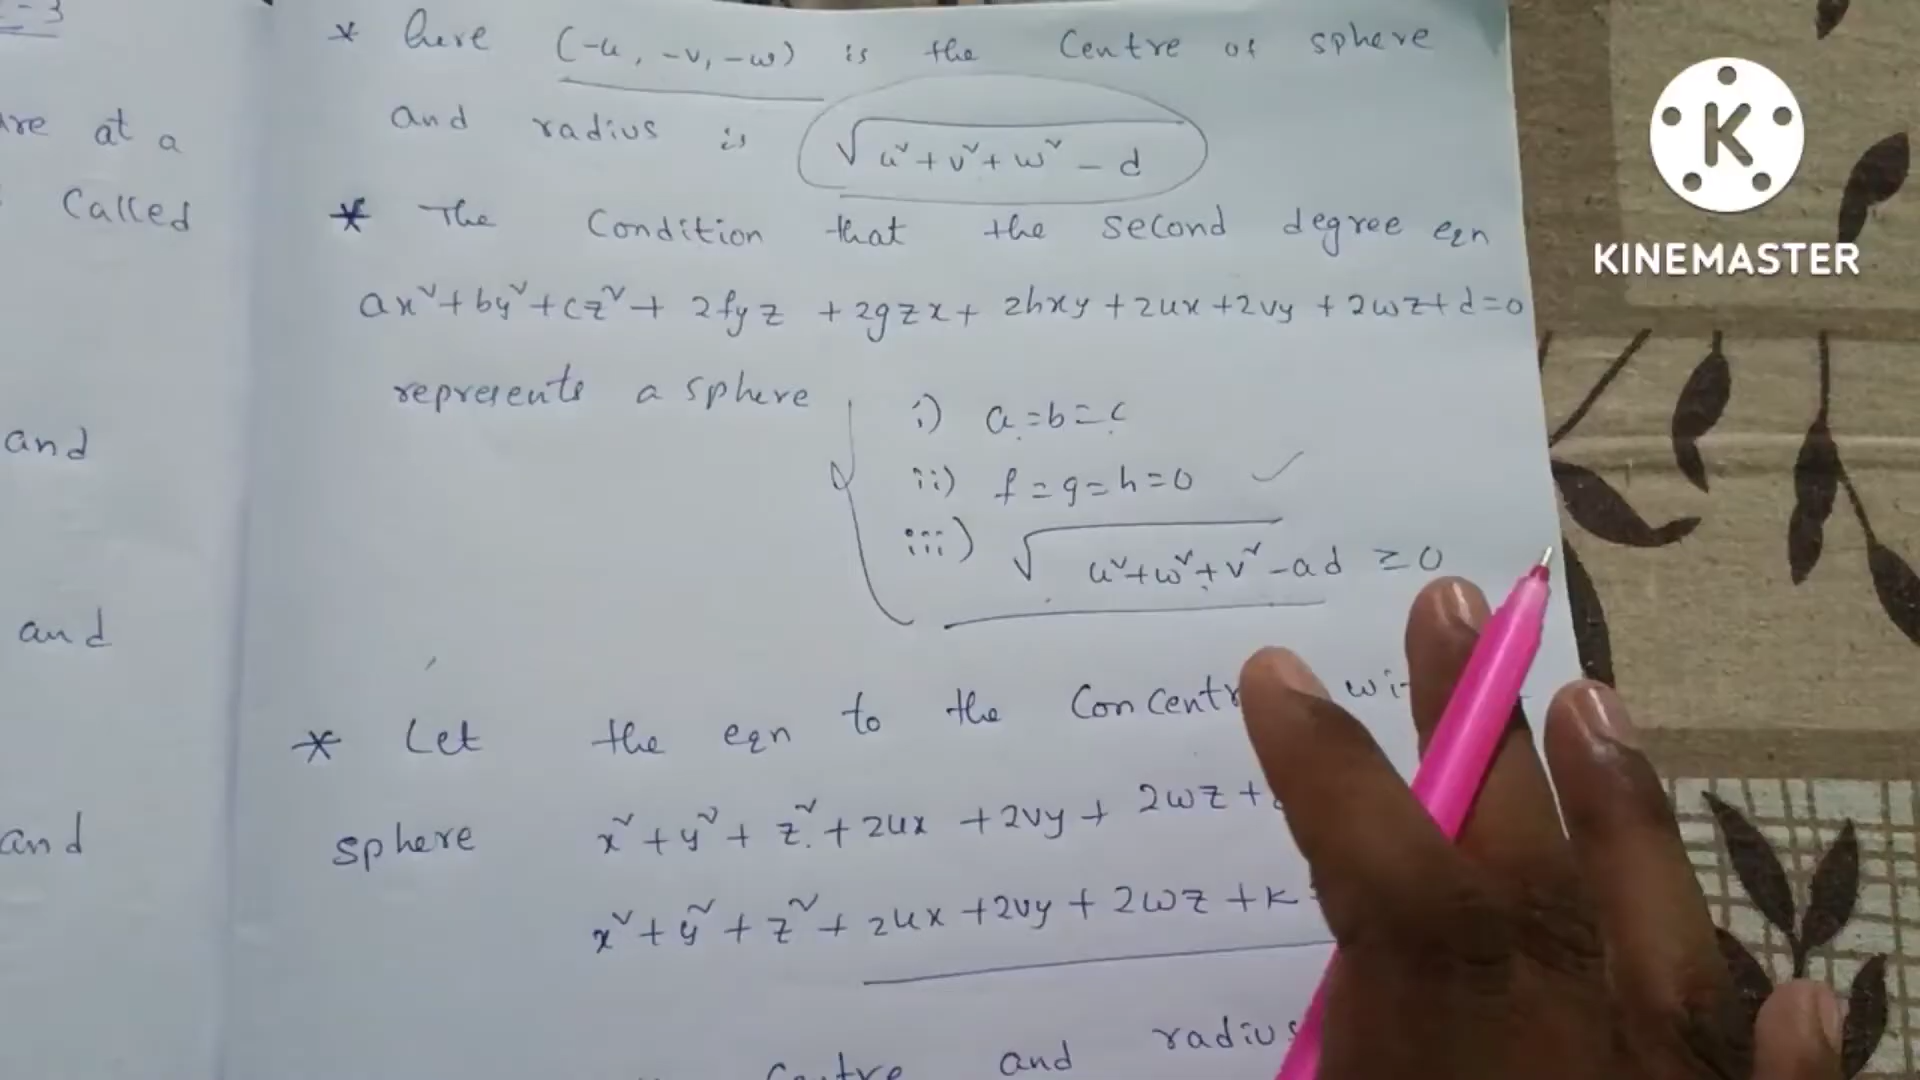 are at a
Called
and
and
and
* here (-u, -v, -w) is the Centre of sphere
and radius is √u²+v²+w²-d
* The Condition that the second degree eqn
ax²+by²+cz²+2fyz+2gzx+2hxy+2ux+2vy+2wz+d=0
represents a sphere
i) a=b=c
ii) f=g=h=0 ✓
iii) √u²+w²+v²-ad ≥0
* Let the eqn to the Concentr wi
sphere x²+y²+z²+2ux+2vy+2wz+
x²+y²+z²+2ux+2vy+2wz+k
Centre and radius
K
KINEMASTER